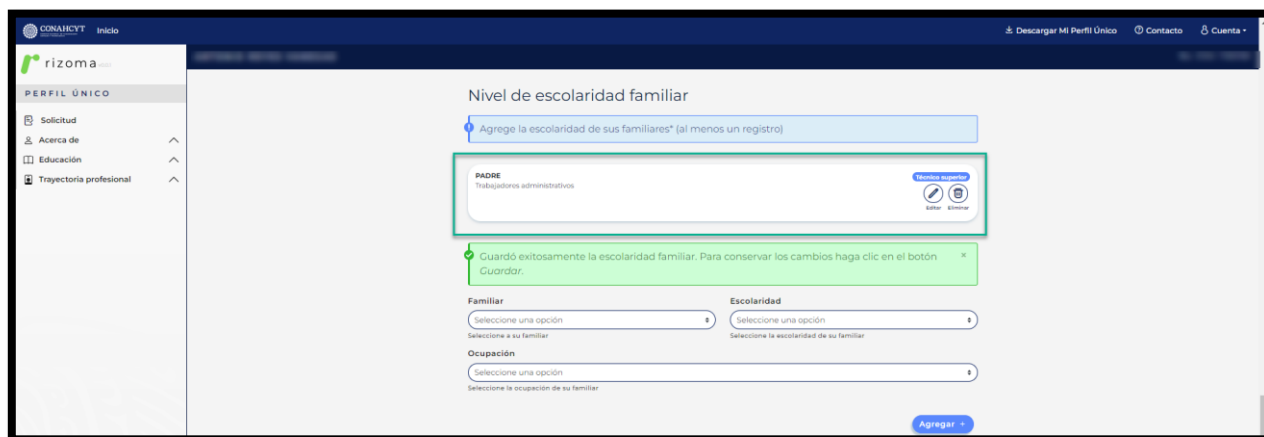 CONAHCYT Inicio Descargar Mi Perfil Único Contacto Cuenta
rizoma
PERFIL ÚNICO
Solicitud
Acerca de
Educación
Trayectoria profesional
Nivel de escolaridad familiar
Agrege la escolaridad de sus familiares* (al menos un registro)
PADRE
Trabajadores administrativos
Técnico superior
Editar Eliminar
Guardó exitosamente la escolaridad familiar. Para conservar los cambios haga clic en el botón ×
Guardar.
Familiar Escolaridad
Seleccione una opción Seleccione una opción
Seleccione a su familiar Seleccione la escolaridad de su familiar
Ocupación
Seleccione una opción
Seleccione la ocupación de su familiar
Agregar +